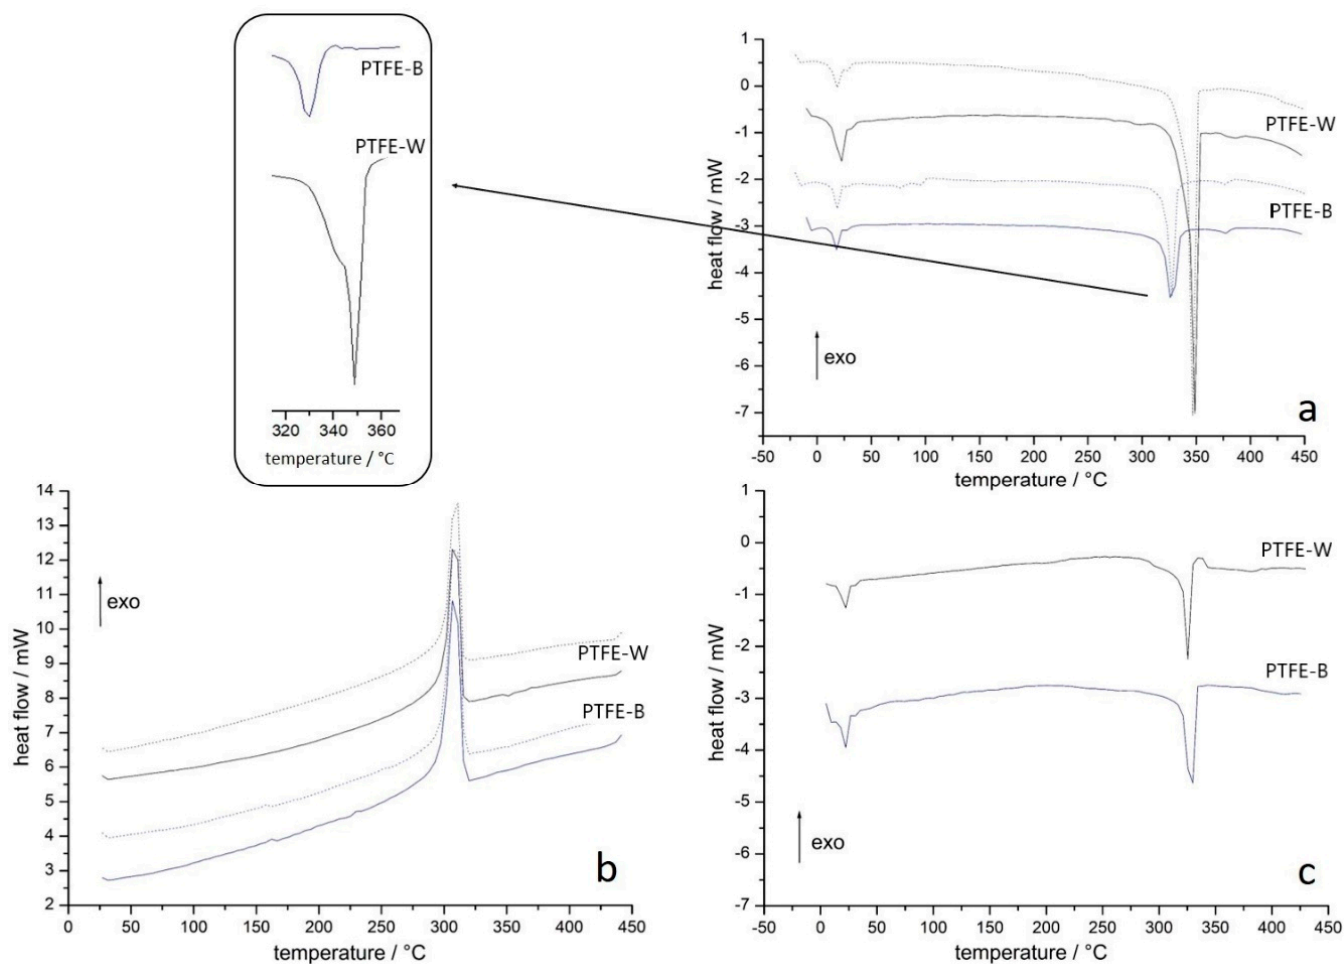 PTFE-B
PTFE-W
320 340 360
temperature / °C
1
0
-1
-2
-3
-4
-5
-6
-7
heat flow / mW
PTFE-W
PTFE-B
exo
a
-50 0 50 100 150 200 250 300 350 400 450
temperature / °C
14
13
12
11
10
9
8
7
6
5
4
3
2
heat flow / mW
exo
PTFE-W
PTFE-B
b
0 50 100 150 200 250 300 350 400 450
temperature / °C
1
0
-1
-2
-3
-4
-5
-6
-7
heat flow / mW
PTFE-W
PTFE-B
exo
c
-50 0 50 100 150 200 250 300 350 400 450
temperature / °C